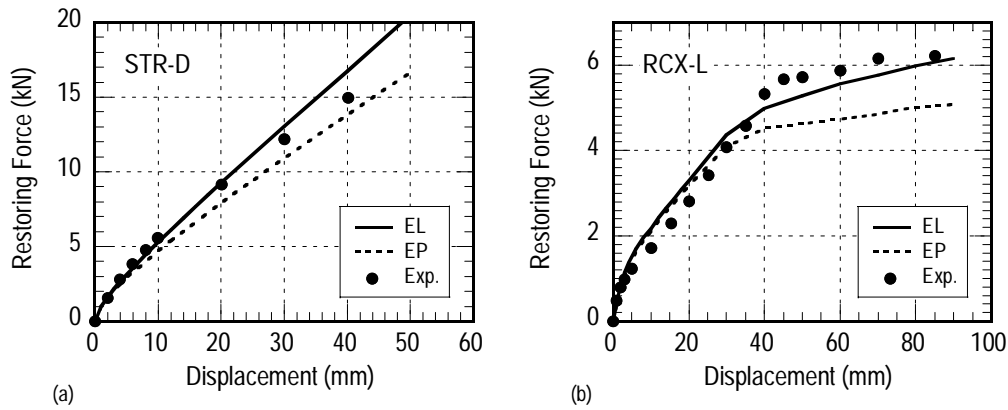 20
15
10
5
0
Restoring Force (kN)
STR-D
EL
EP
Exp.
0 10 20 30 40 50 60
Displacement (mm)
(a)
6
4
2
0
Restoring Force (kN)
RCX-L
EL
EP
Exp.
0 20 40 60 80 100
Displacement (mm)
(b)